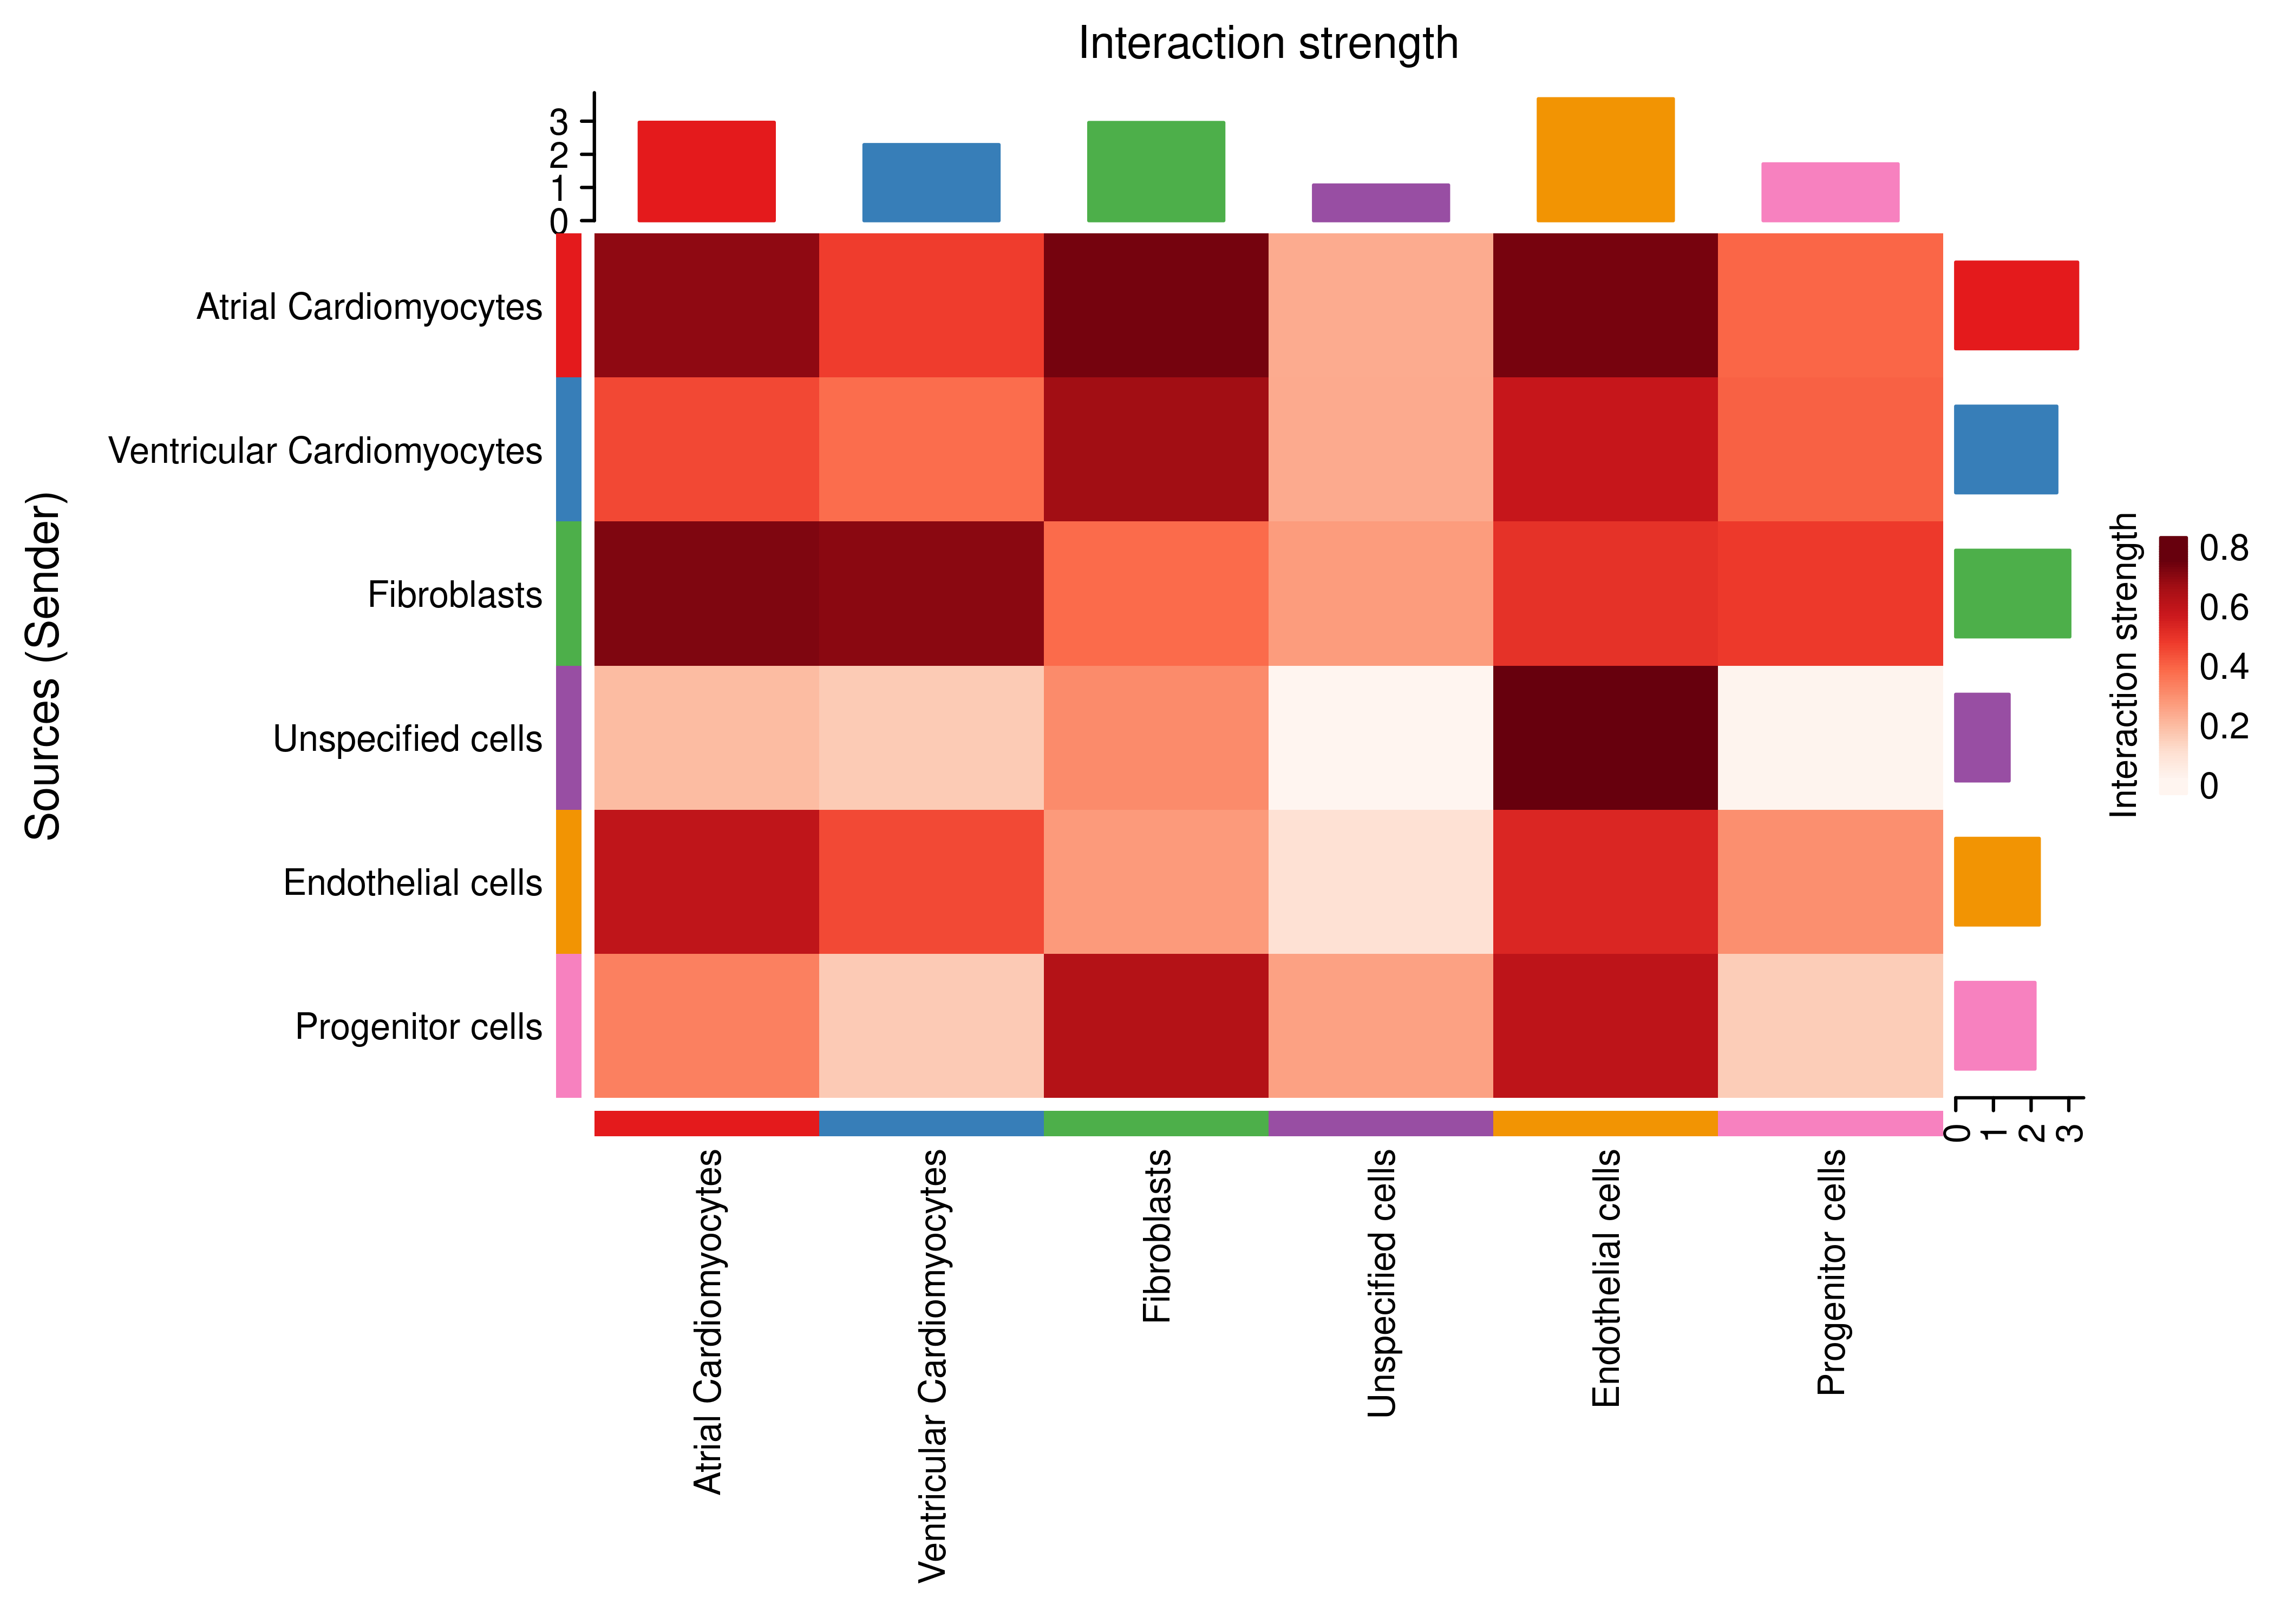 Interaction strength
3
2
1
0
Sources (Sender)
Atrial Cardiomyocytes
Ventricular Cardiomyocytes
Fibroblasts
Unspecified cells
Endothelial cells
Progenitor cells
Atrial Cardiomyocytes
Ventricular Cardiomyocytes
Fibroblasts
Unspecified cells
Endothelial cells
Progenitor cells
0
1
2
3
Interaction strength
0.8
0.6
0.4
0.2
0